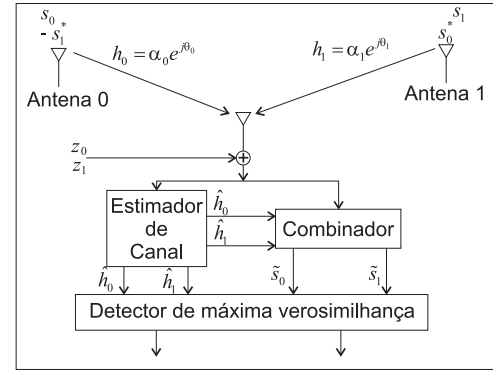 s₀
- s₁*
s₁
s₀*
h₀ = α₀e^{jθ₀}
h₁ = α₁e^{jθ₁}
Antena 0
Antena 1
z₀
z₁
+
Estimador
de
Canal
ĥ₀
ĥ₁
Combinador
ĥ₀
ĥ₁
s̃₀
s̃₁
Detector de máxima verosimilhança